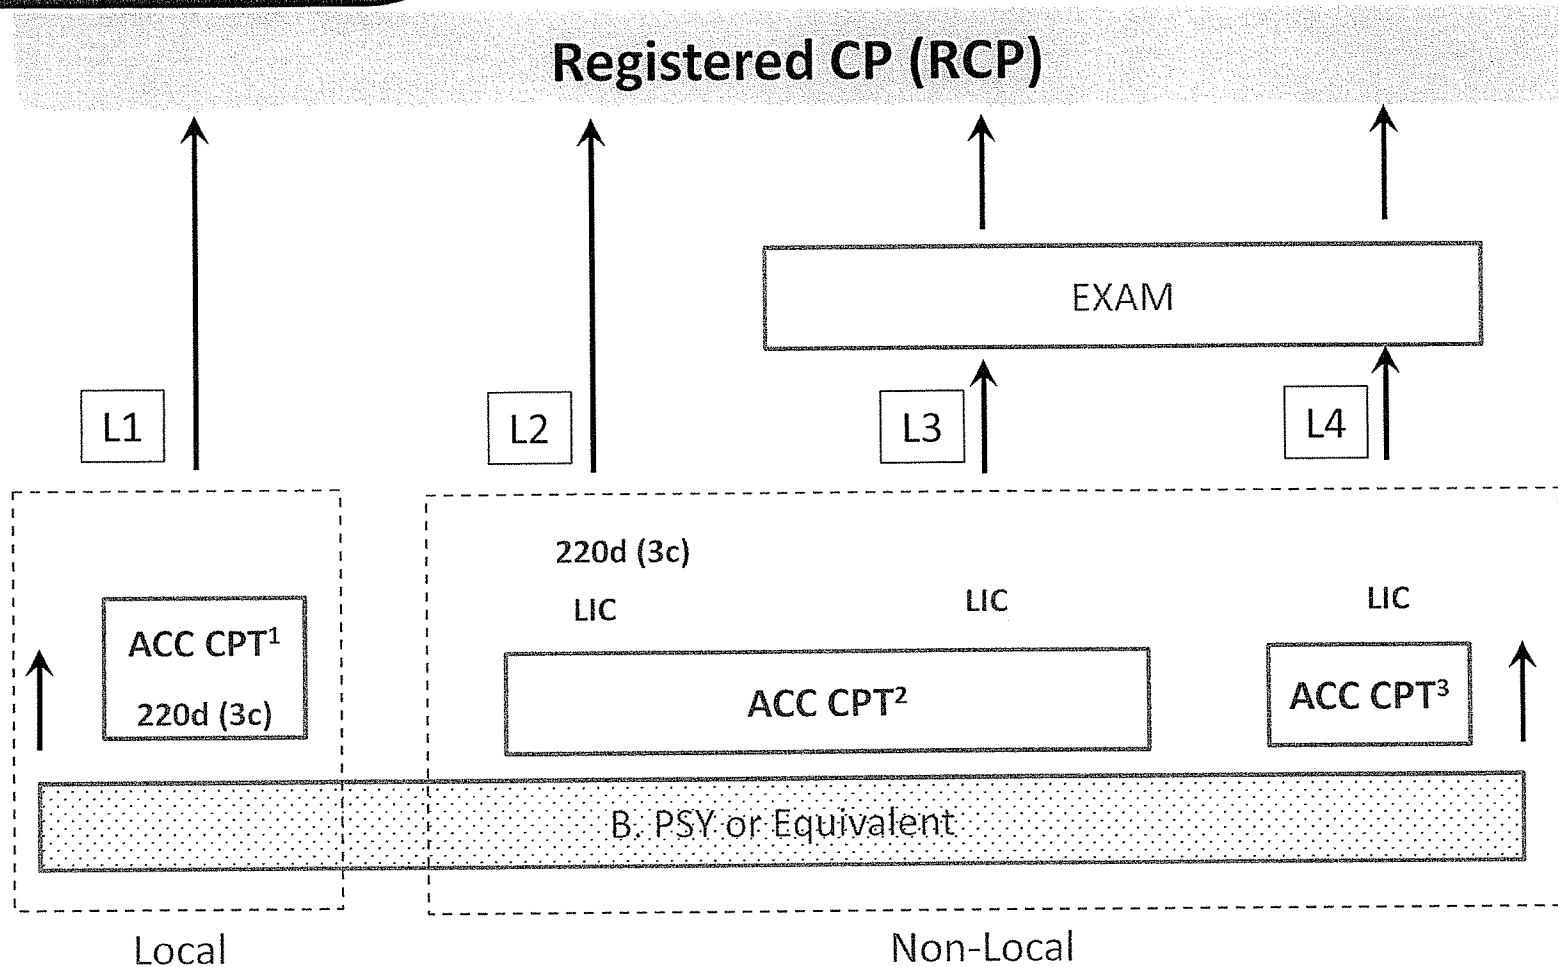 Registered CP (RCP)
EXAM
L1
L2
L3
L4
220d (3c)
LIC
LIC
LIC
ACC CPT¹
220d (3c)
ACC CPT²
ACC CPT³
B. PSY or Equivalent
Local
Non-Local